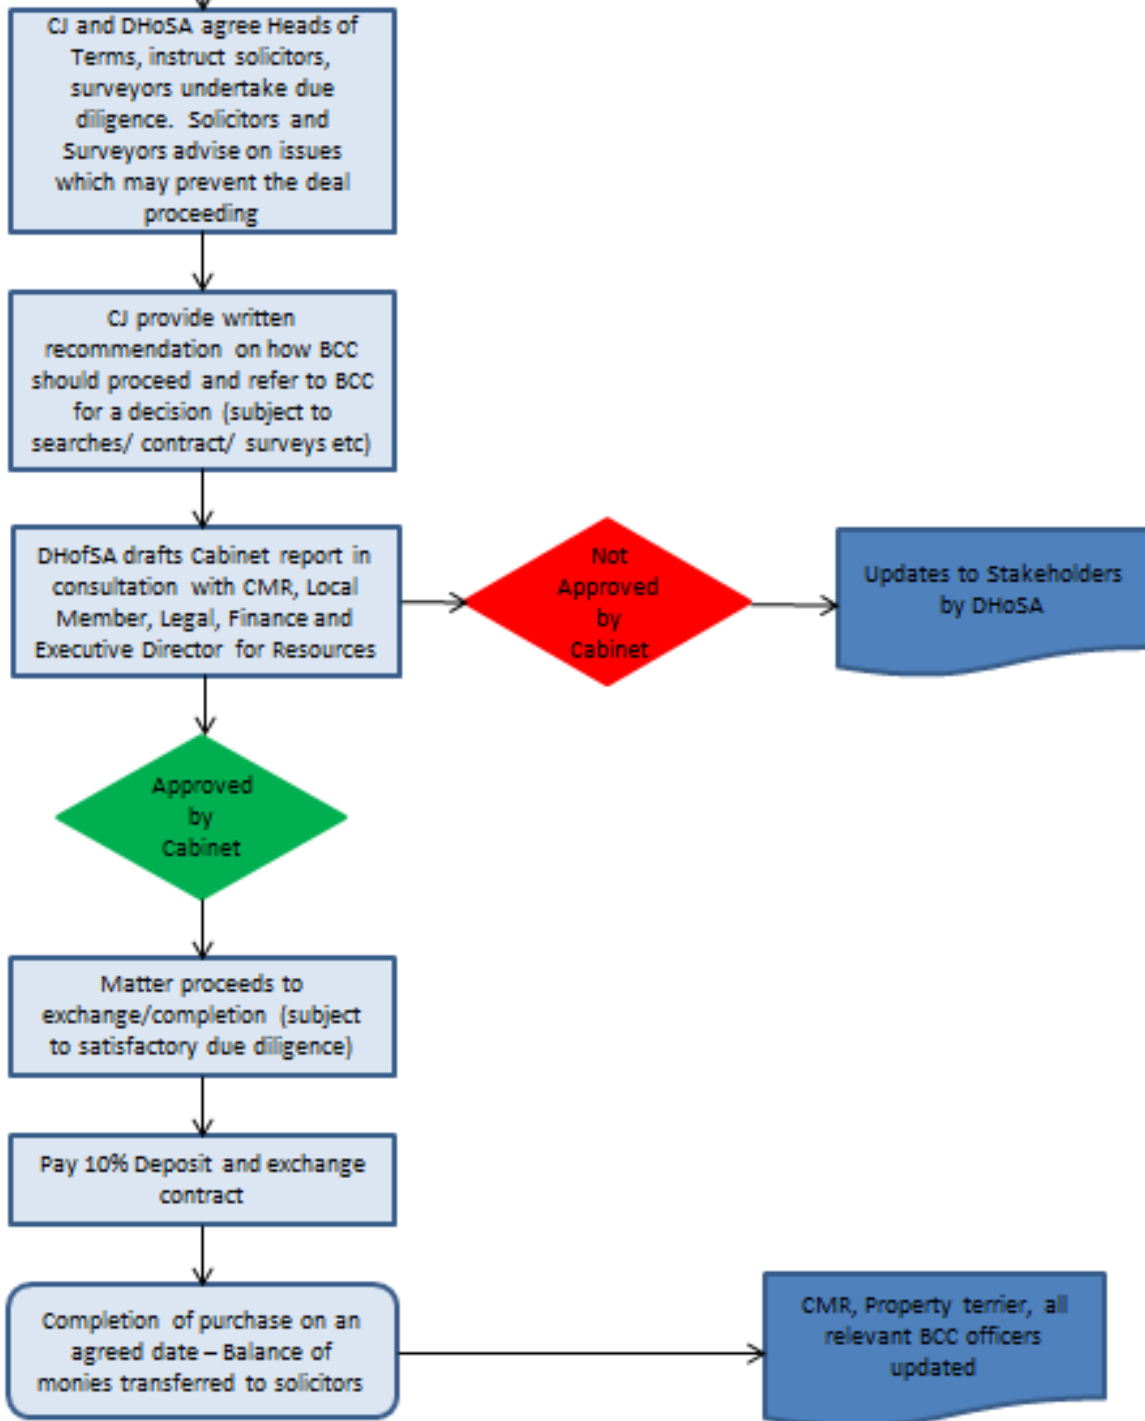 CJ and DHoSA agree Heads of
Terms, instruct solicitors,
surveyors undertake due
diligence. Solicitors and
Surveyors advise on issues
which may prevent the deal
proceeding
CJ provide written
recommendation on how BCC
should proceed and refer to BCC
for a decision (subject to
searches/ contract/ surveys etc)
DHofSA drafts Cabinet report in
consultation with CMR, Local
Member, Legal, Finance and
Executive Director for Resources
Not
Approved
by
Cabinet
Updates to Stakeholders
by DHoSA
Approved
by
Cabinet
Matter proceeds to
exchange/completion (subject
to satisfactory due diligence)
Pay 10% Deposit and exchange
contract
Completion of purchase on an
agreed date – Balance of
monies transferred to solicitors
CMR, Property terrier, all
relevant BCC officers
updated